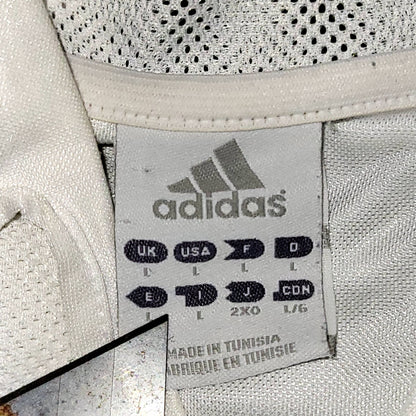 adidas
UK USA F D
L L L L
E I J CDN
L L 2XO L/G
MADE IN TUNISIA
FABRIQUE EN TUNISIE